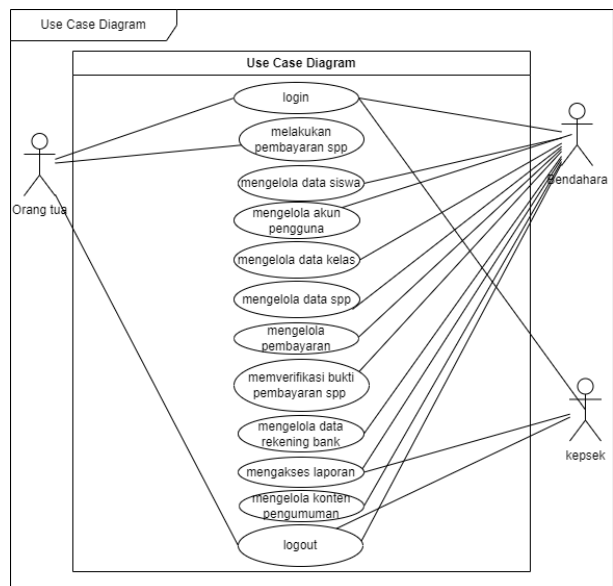 Use Case Diagram
Use Case Diagram
login
melakukan
pembayaran spp
mengelola data siswa
mengelola akun
pengguna
mengelola data kelas
mengelola data spp
mengelola
pembayaran
memverifikasi bukti
pembayaran spp
mengelola data
rekening bank
mengakses laporan
mengelola konten
pengumuman
logout
Orang tua
Bendahara
kepsek